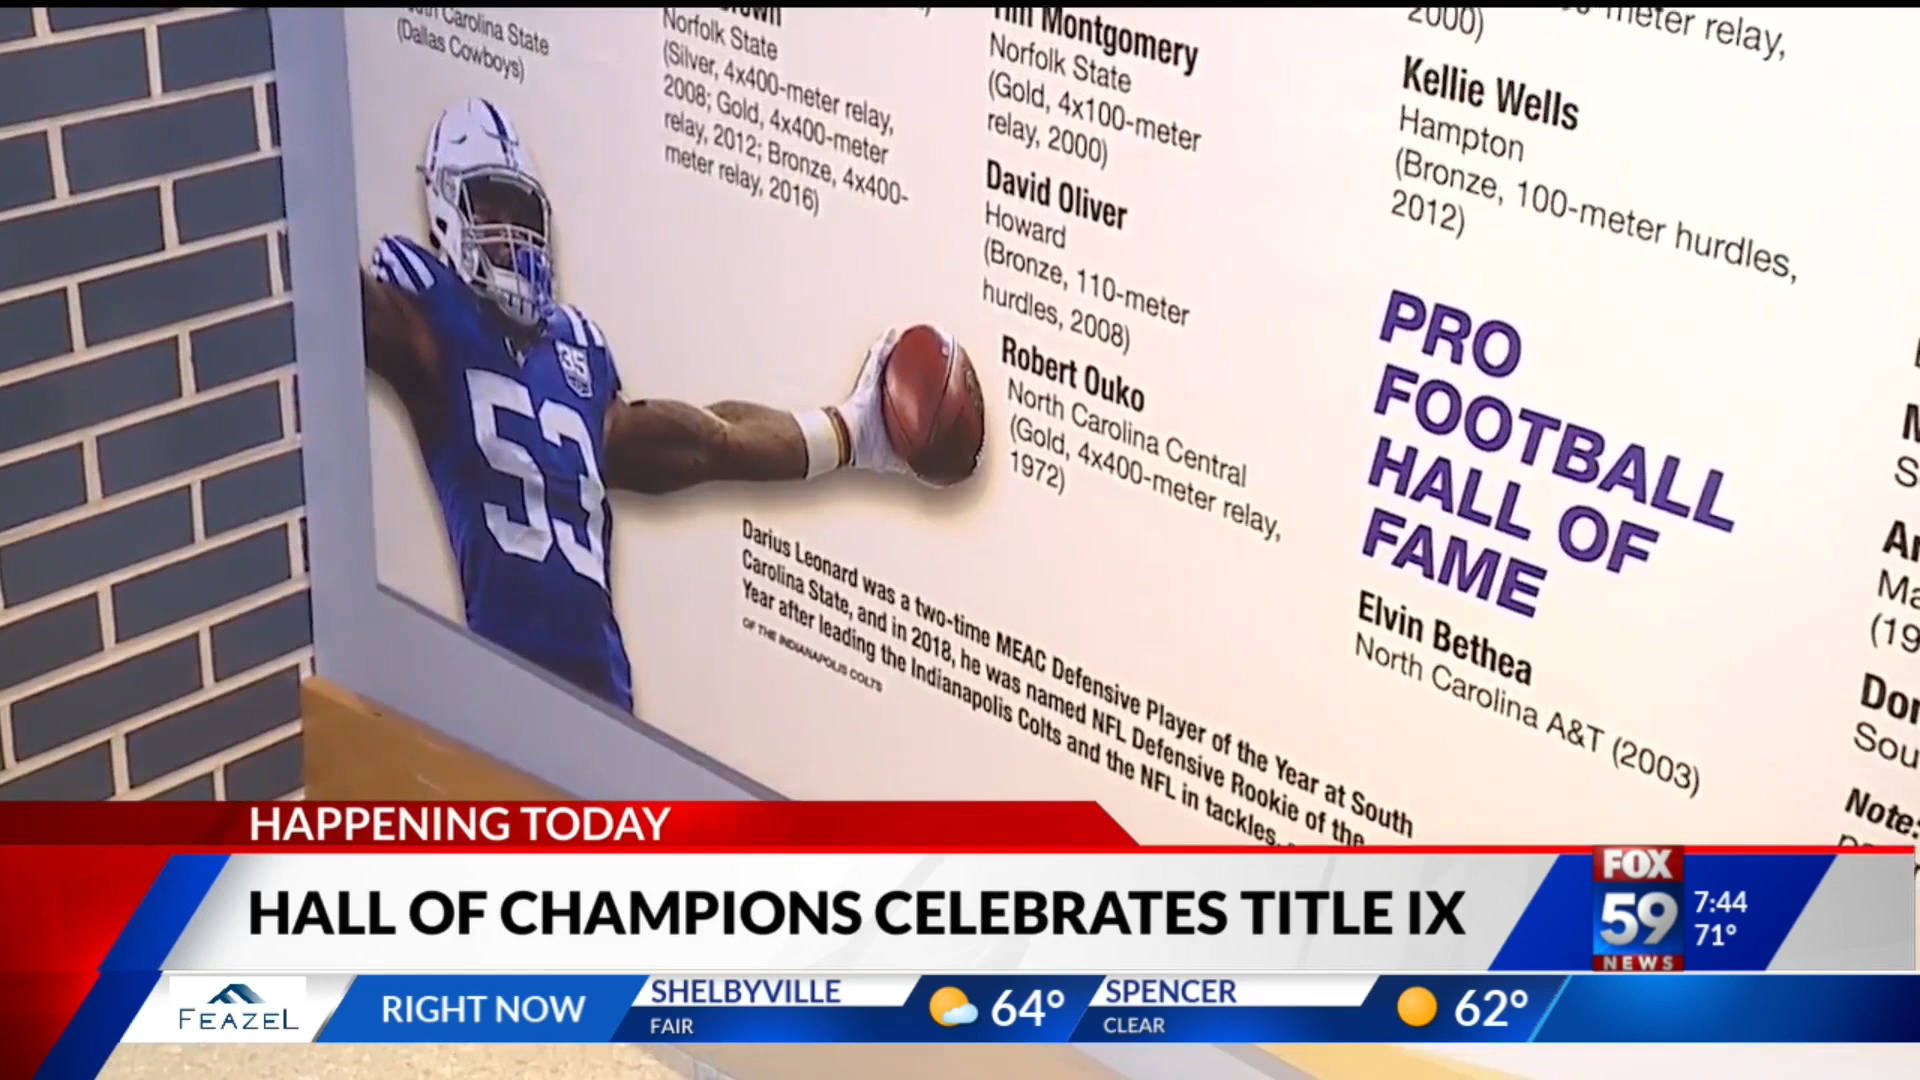 South Carolina State
(Dallas Cowboys)
Norfolk State
(Silver, 4x400-meter relay,
2008; Gold, 4x400-meter
relay, 2012; Bronze, 4x400-
meter relay, 2016)
Tim Montgomery
Norfolk State
(Gold, 4x100-meter
relay, 2000)
David Oliver
Howard
(Bronze, 110-meter
hurdles, 2008)
Robert Ouko
North Carolina Central
(Gold, 4x400-meter relay,
1972)
meter relay,
2000)
Kellie Wells
Hampton
(Bronze, 100-meter hurdles,
2012)
PRO
FOOTBALL
HALL OF
FAME
Elvin Bethea
North Carolina A&T (2003)
Note:
35
53
Darius Leonard was a two-time MEAC Defensive Player of the Year at South
Carolina State, and in 2018, he was named NFL Defensive Rookie of the
Year after leading the Indianapolis Colts and the NFL in tackles.
OF THE INDIANAPOLIS COLTS
HAPPENING TODAY
HALL OF CHAMPIONS CELEBRATES TITLE IX
FOX
59
NEWS
7:44
71°
FEAZEL
RIGHT NOW
SHELBYVILLE
FAIR
64°
SPENCER
CLEAR
62°